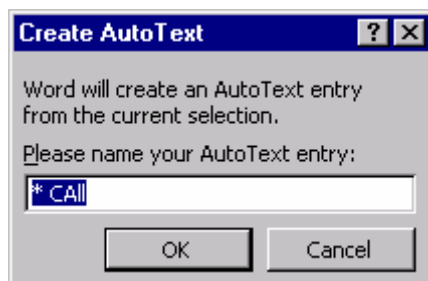 Create AutoText
Word will create an AutoText entry
from the current selection.
Please name your AutoText entry:
* CAll
OK Cancel